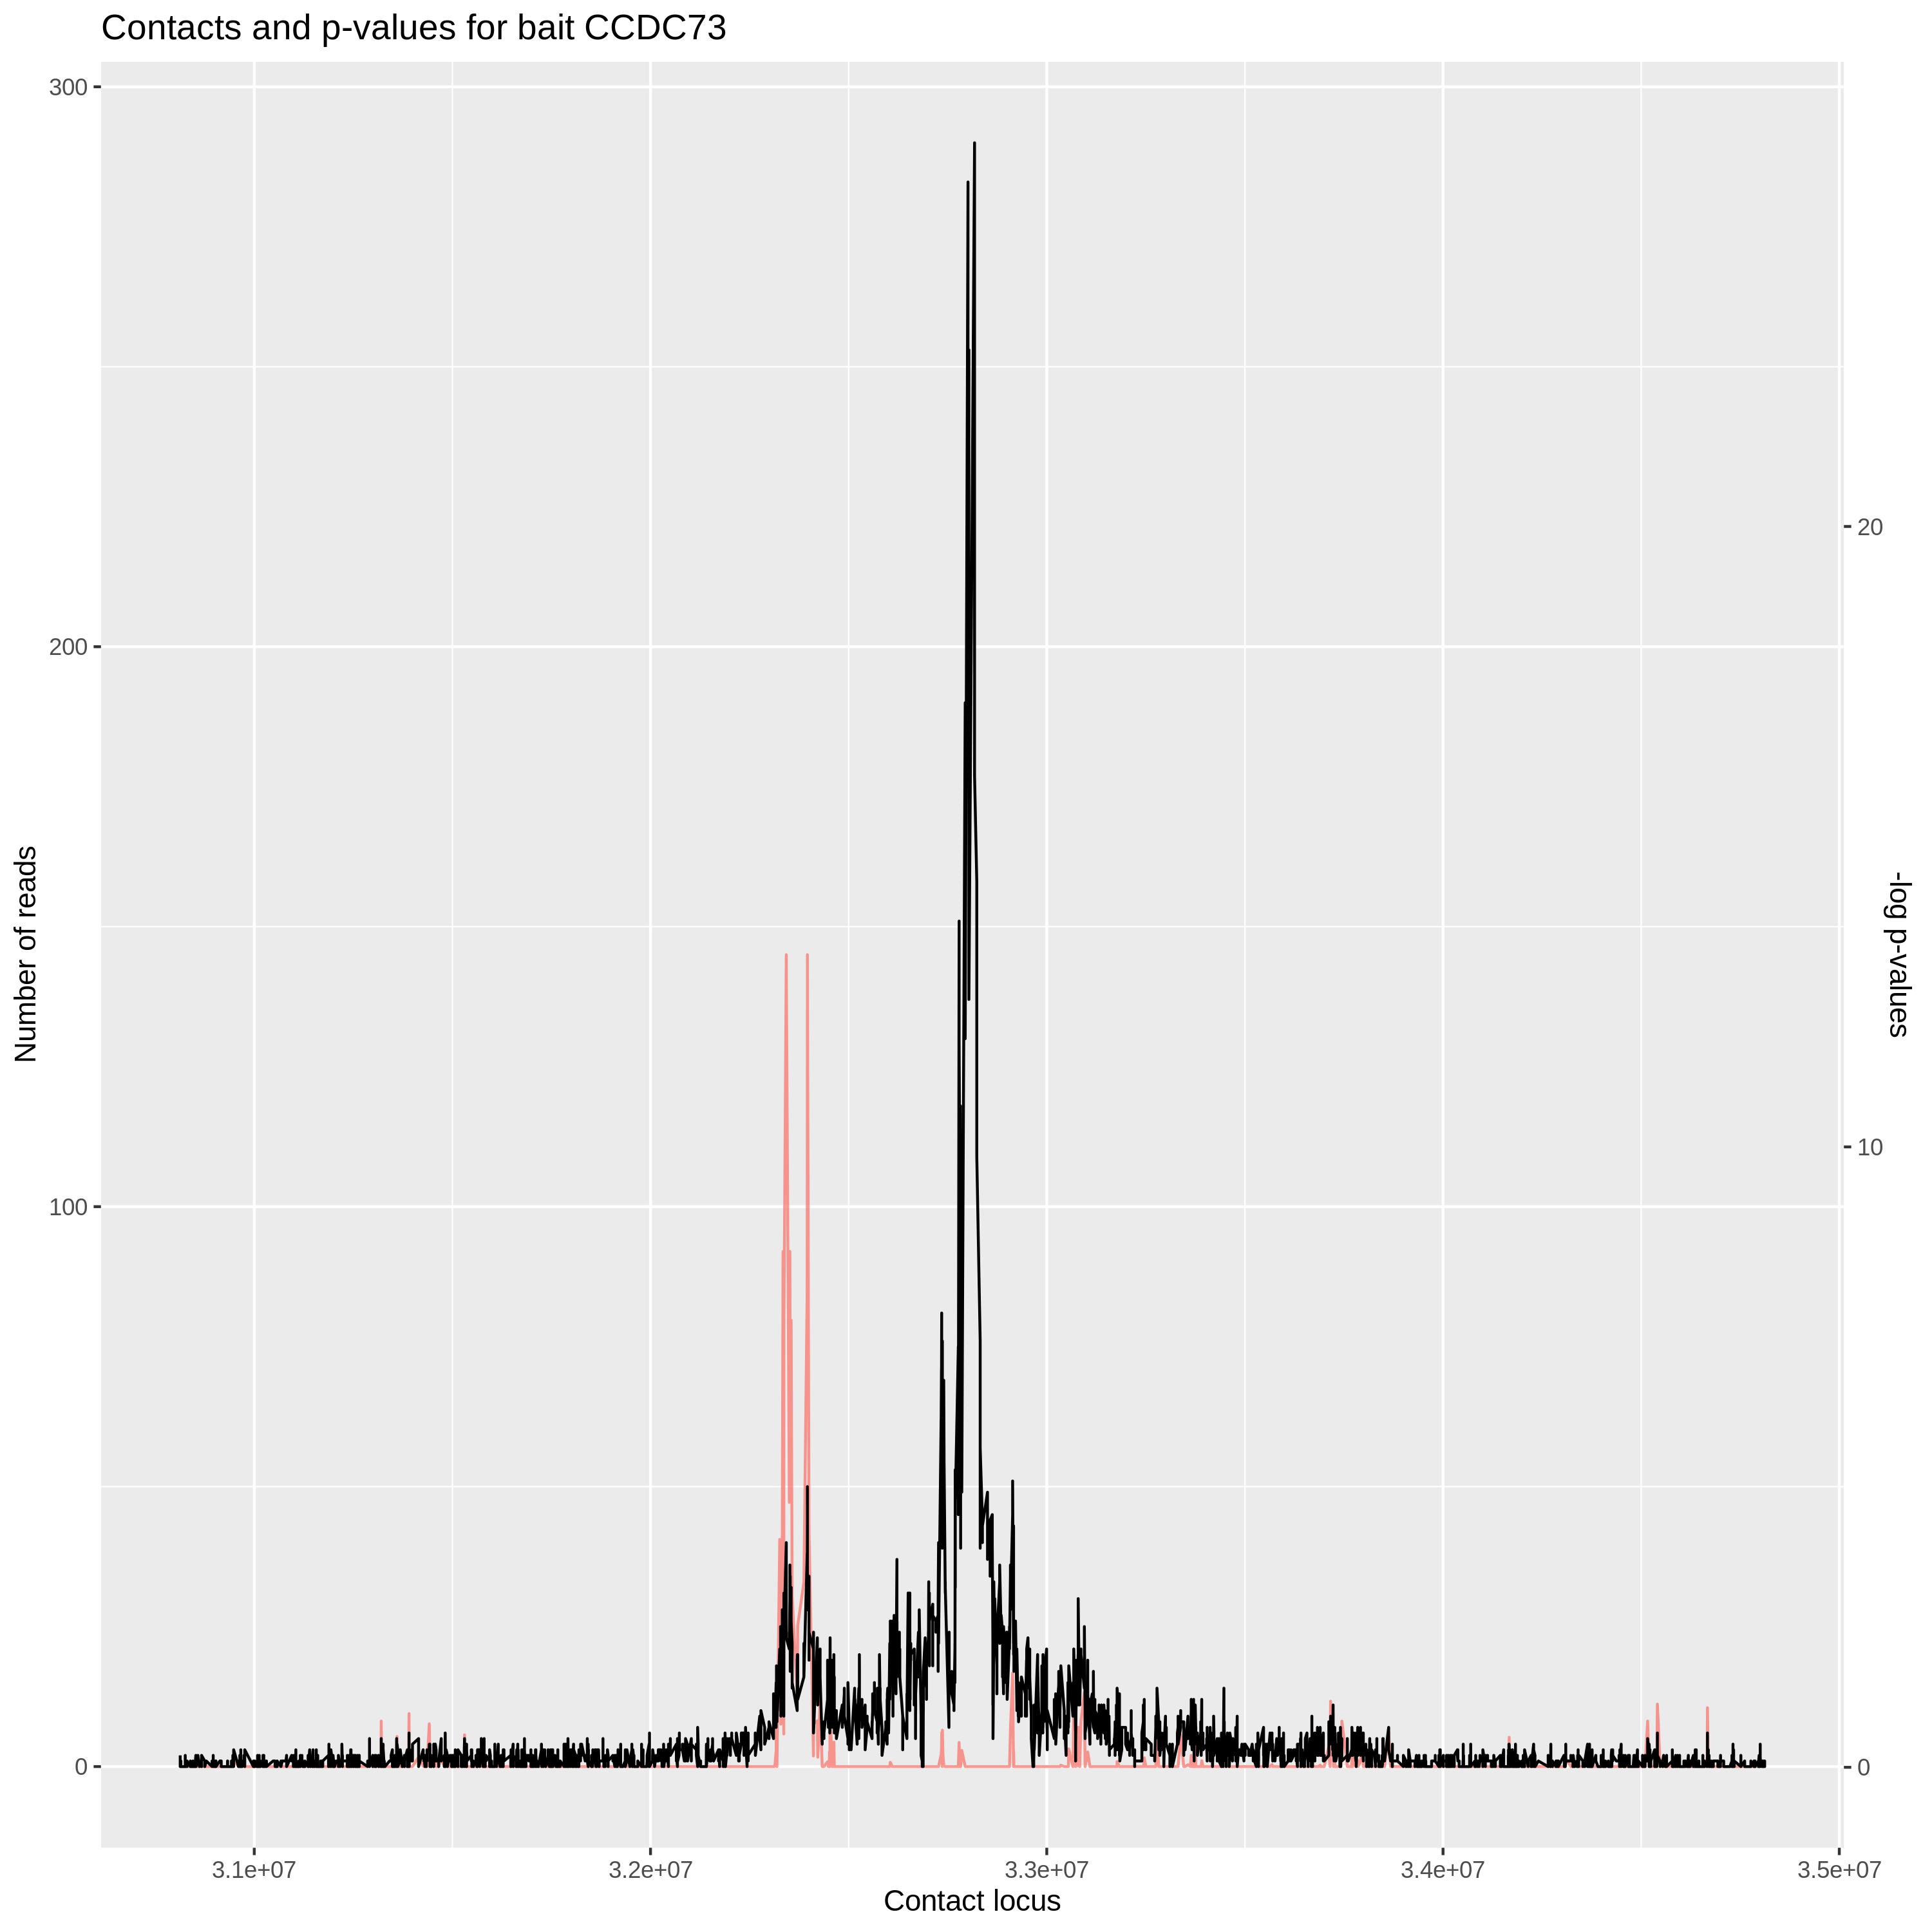 Contacts and p-values for bait CCDC73
300
200
100
0
Number of reads
20
10
0
-log p-values
3.1e+07
3.2e+07
3.3e+07
3.4e+07
3.5e+07
Contact locus